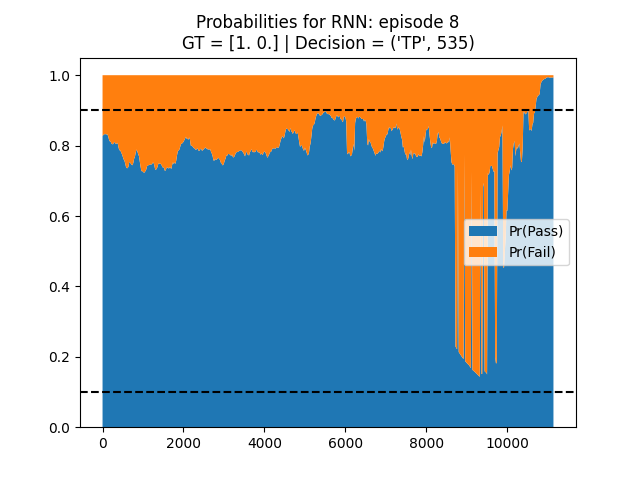 Probabilities for RNN: episode 8
GT = [1. 0.] | Decision = ('TP', 535)
1.0
0.8
0.6
Pr(Pass)
Pr(Fail)
0.4
0.2
0.0
0 2000 4000 6000 8000 10000